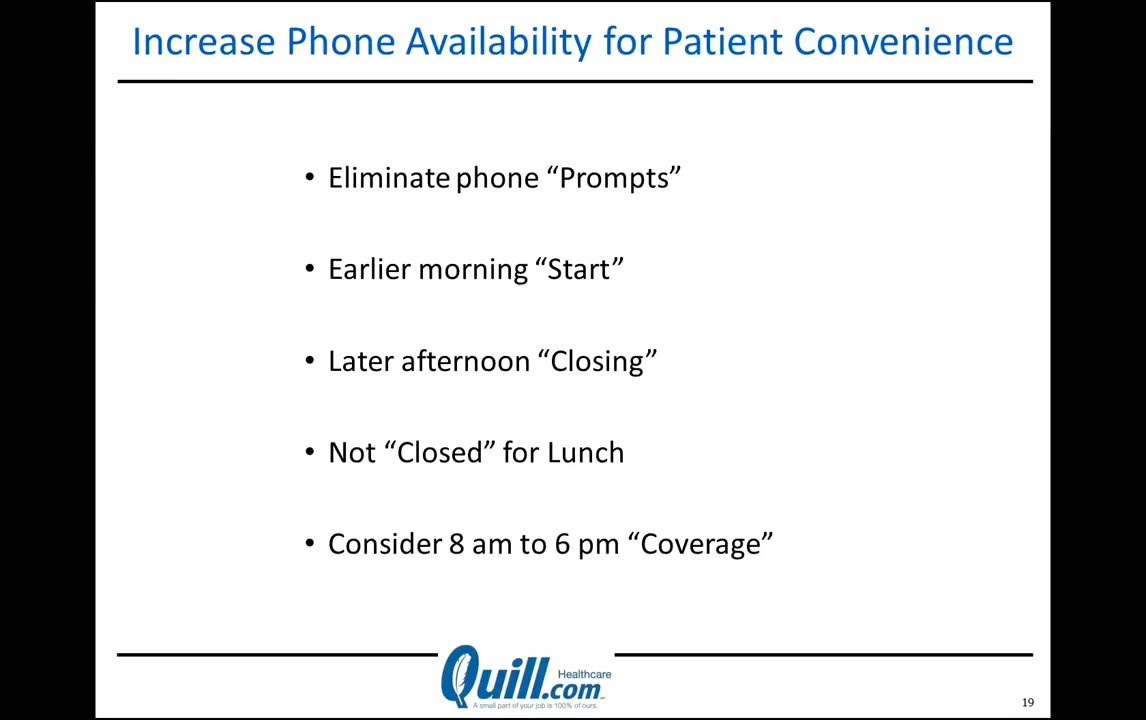 Increase Phone Availability for Patient Convenience
• Eliminate phone “Prompts”
• Earlier morning “Start”
• Later afternoon “Closing”
• Not “Closed” for Lunch
• Consider 8 am to 6 pm “Coverage”
Quill.com Healthcare
A small part of your job is 100% of ours.
19